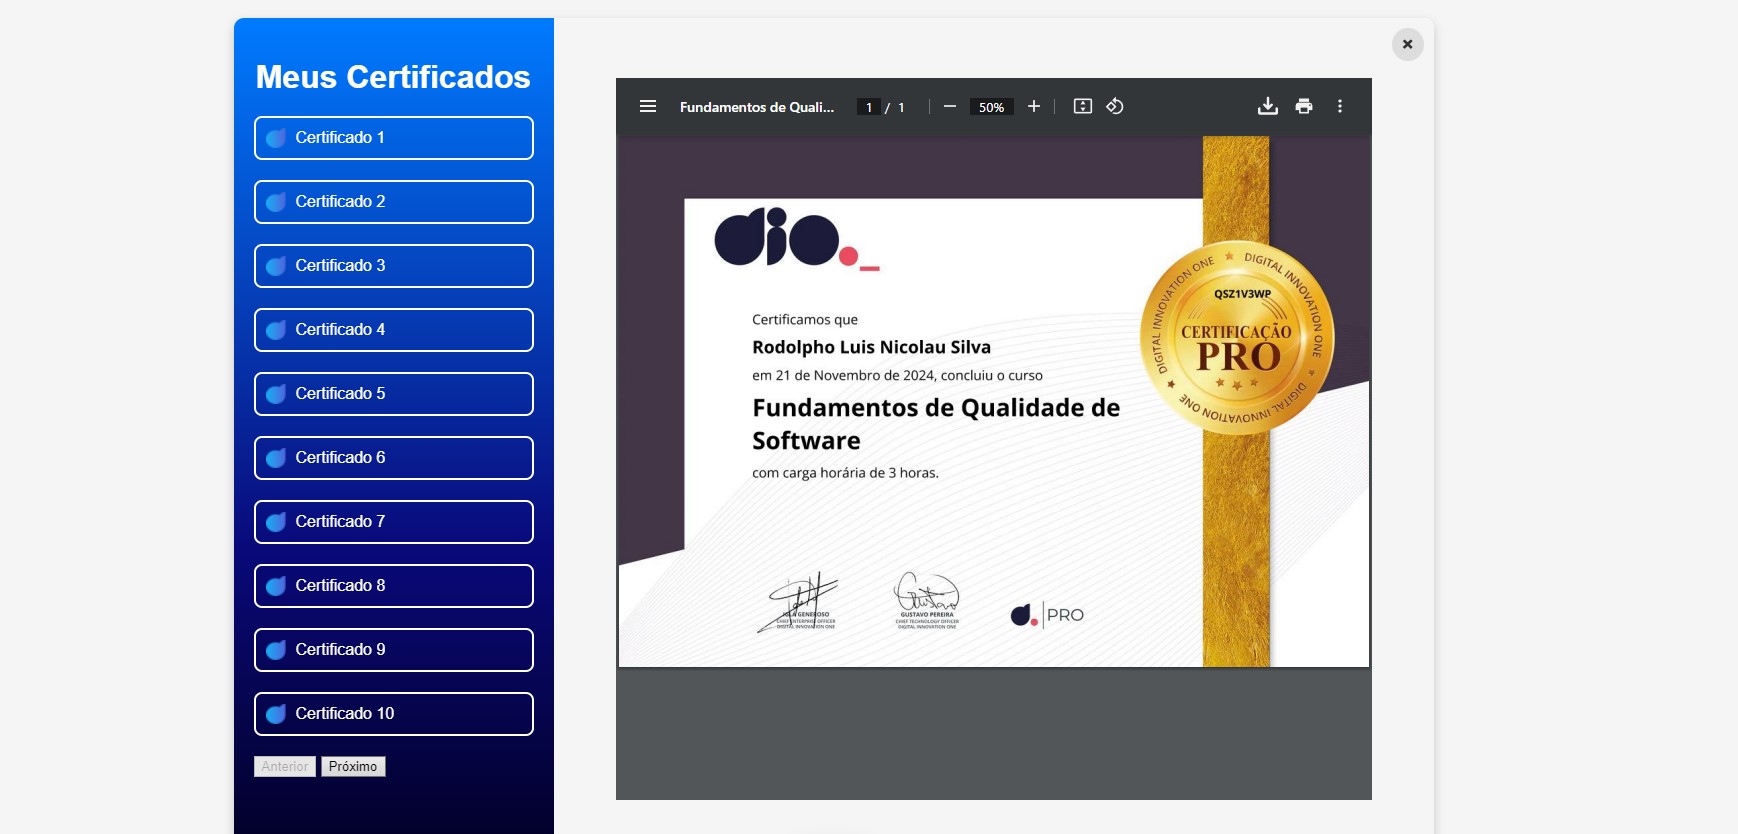 Meus Certificados
Certificado 1
Certificado 2
Certificado 3
Certificado 4
Certificado 5
Certificado 6
Certificado 7
Certificado 8
Certificado 9
Certificado 10
Anterior Próximo
Fundamentos de Quali... 1 / 1 50%
dio._
Certificamos que
Rodolpho Luis Nicolau Silva
em 21 de Novembro de 2024, concluiu o curso
Fundamentos de Qualidade de
Software
com carga horária de 3 horas.
DIGITAL INNOVATION ONE
DIGITAL INNOVATION ONE
DIGITAL INNOVATION ONE
QSZ1V3WP
CERTIFICAÇÃO
PRO
GENEROSO
DIGITAL INNOVATION ONE
GUSTAVO PEREIRA
CHIEF TECHNOLOGY OFFICER
DIGITAL INNOVATION ONE
d. PRO